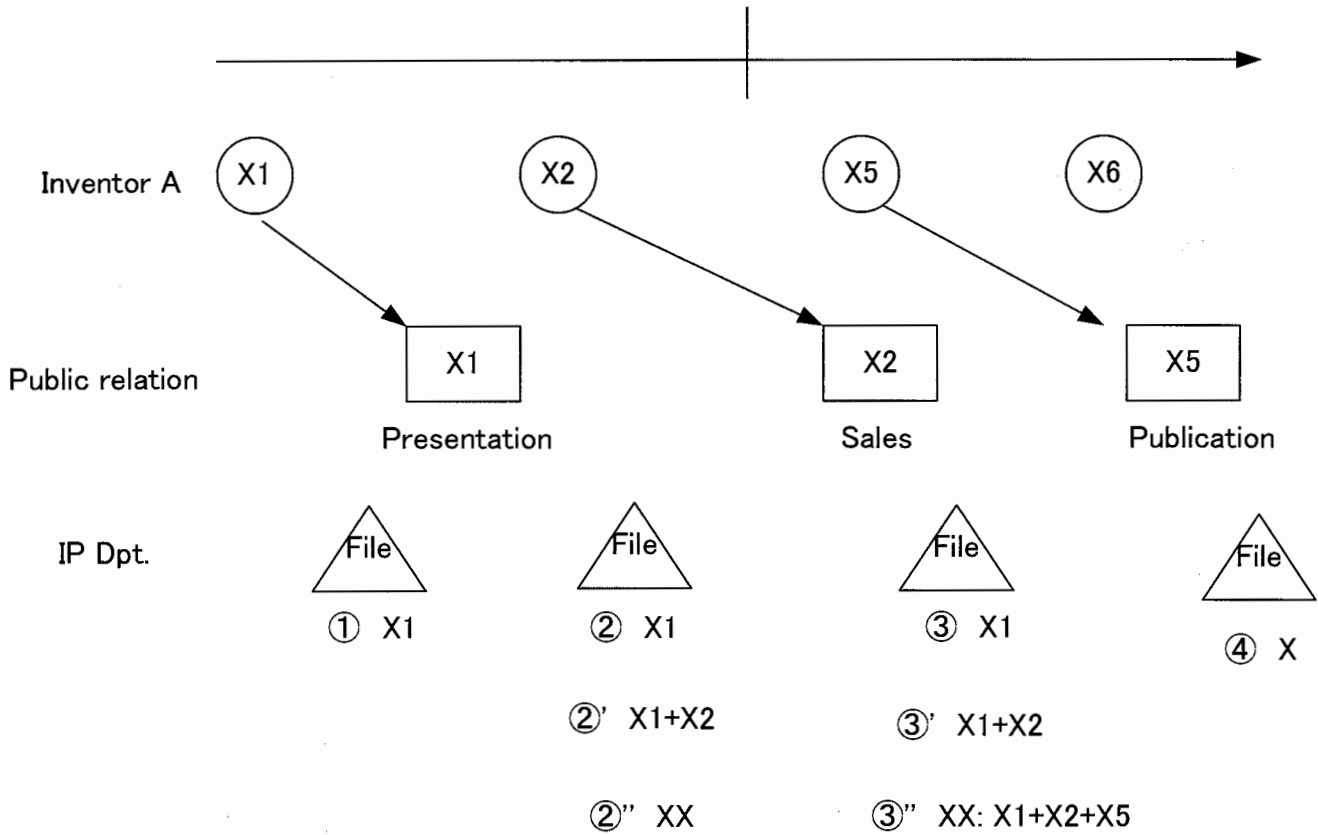 Inventor A X1 X2 X5 X6
Public relation X1 X2 X5
Presentation Sales Publication
IP Dpt. File File File File
① X1 ② X1 ③ X1 ④ X
②' X1+X2 ③' X1+X2
②'' XX ③'' XX: X1+X2+X5